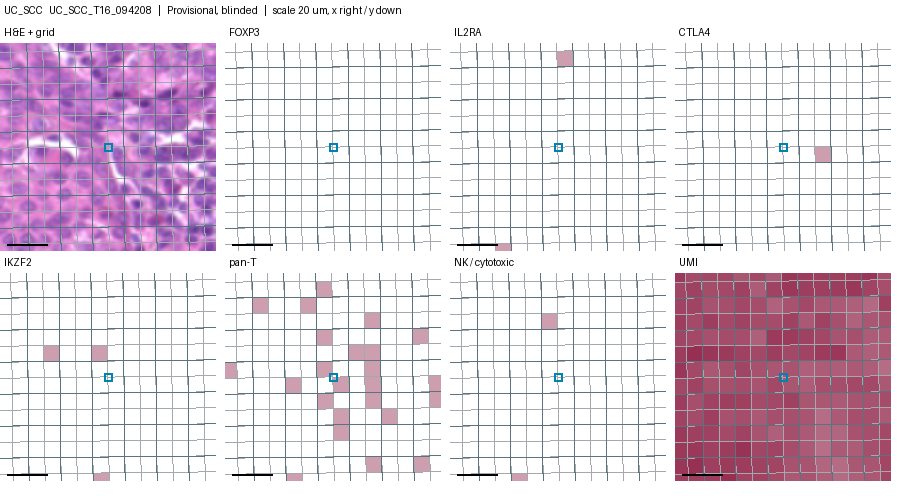 UC_SCC UC_SCC_T16_094208 | Provisional, blinded | scale 20 um, x right / y down
H&E + grid FOXP3 IL2RA CTLA4
IKZF2 pan-T NK / cytotoxic UMI